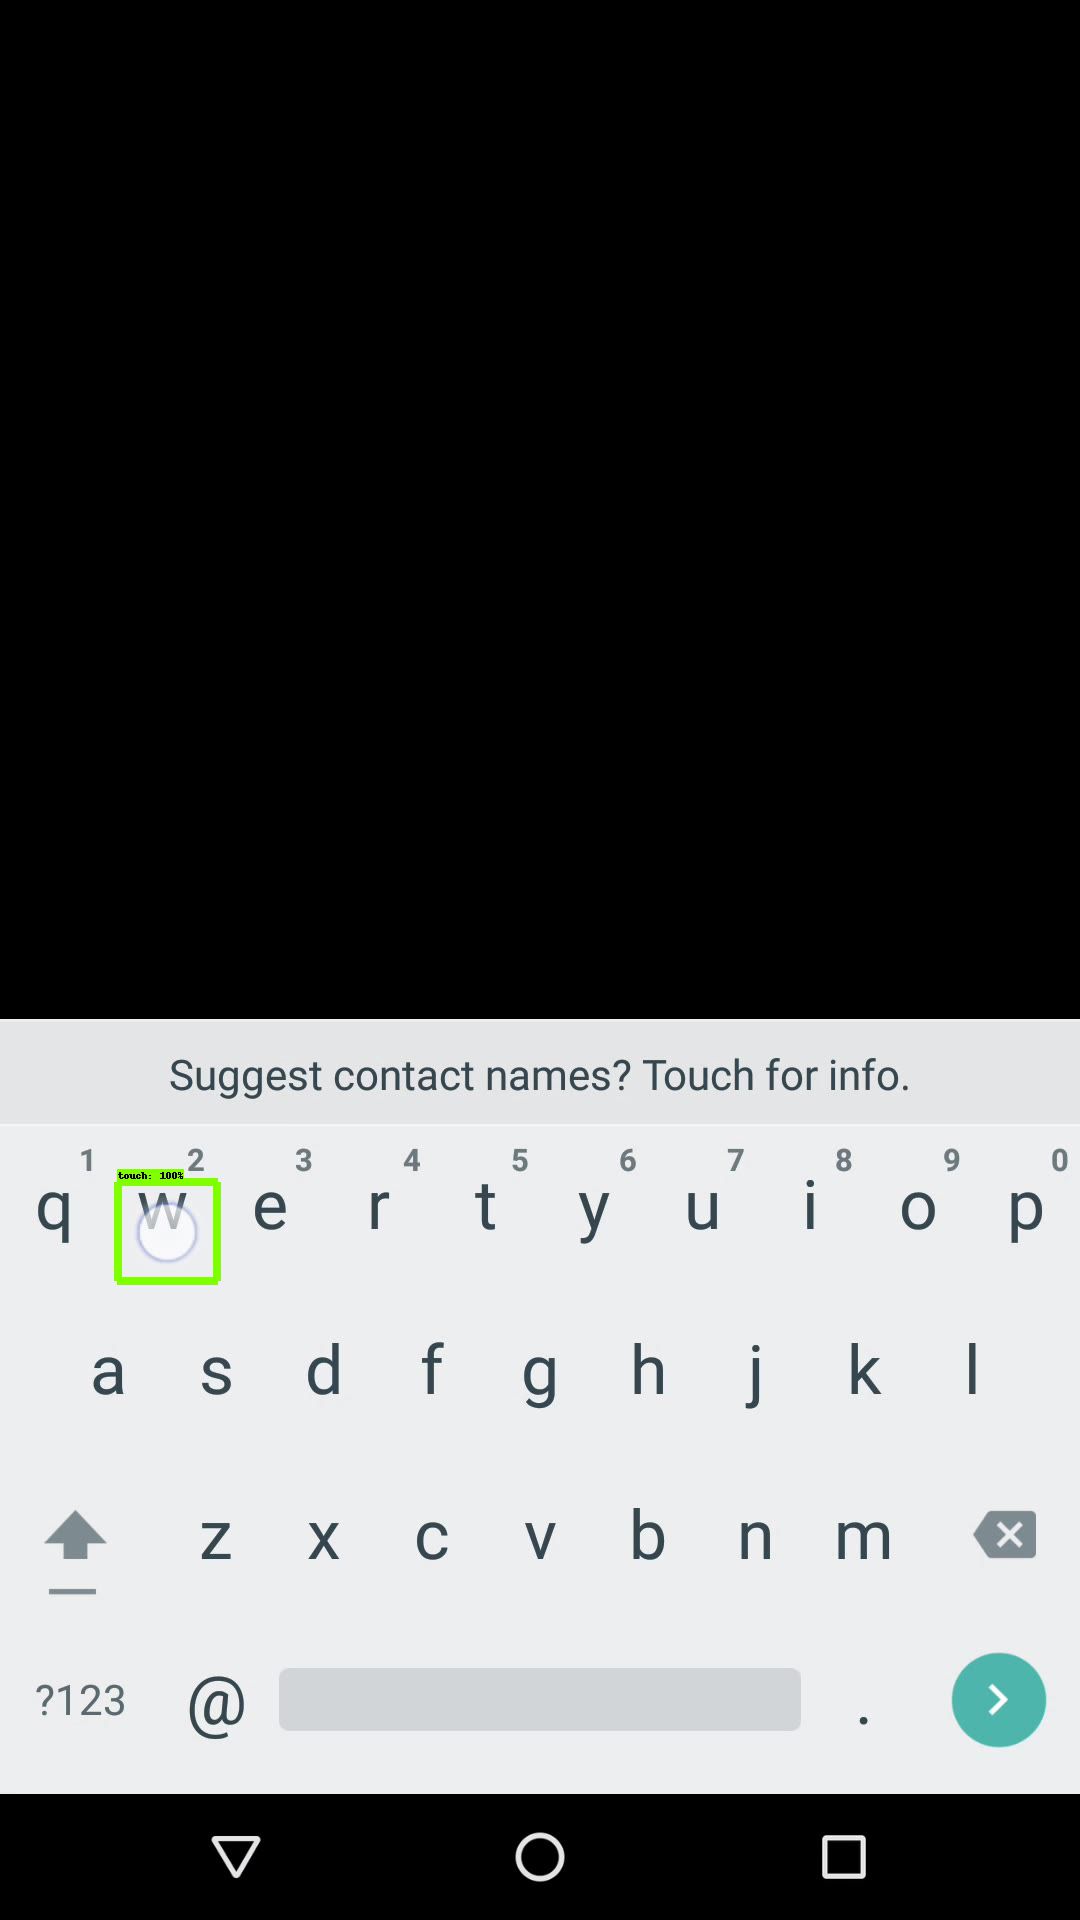 Suggest contact names? Touch for info.
1 2 3 4 5 6 7 8 9 0
touch: 100%
q w e r t y u i o p
a s d f g h j k l
z x c v b n m
?123 @ .